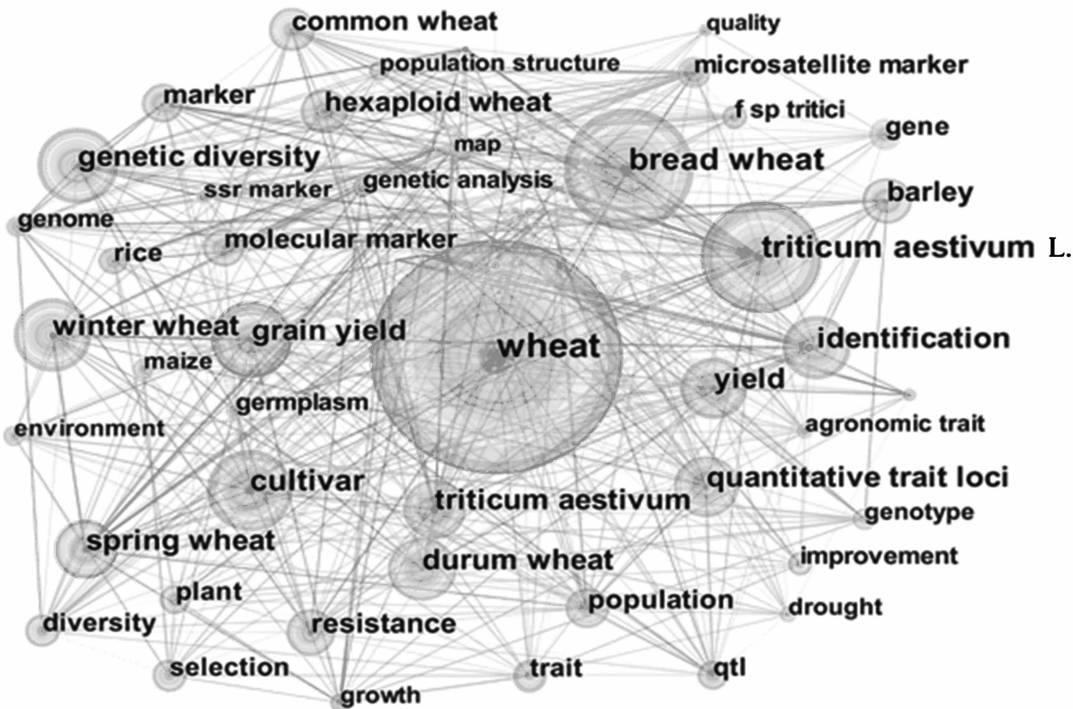 common wheat
quality
population structure
microsatellite marker
marker
hexaploid wheat
f sp tritici
gene
map
genetic diversity
bread wheat
genetic analysis
ssr marker
barley
genome
molecular marker
rice
triticum aestivum L.
winter wheat
grain yield
identification
wheat
maize
yield
germplasm
agronomic trait
environment
cultivar
quantitative trait loci
triticum aestivum
genotype
spring wheat
durum wheat
improvement
plant
population
drought
diversity
resistance
selection
trait
qtl
growth